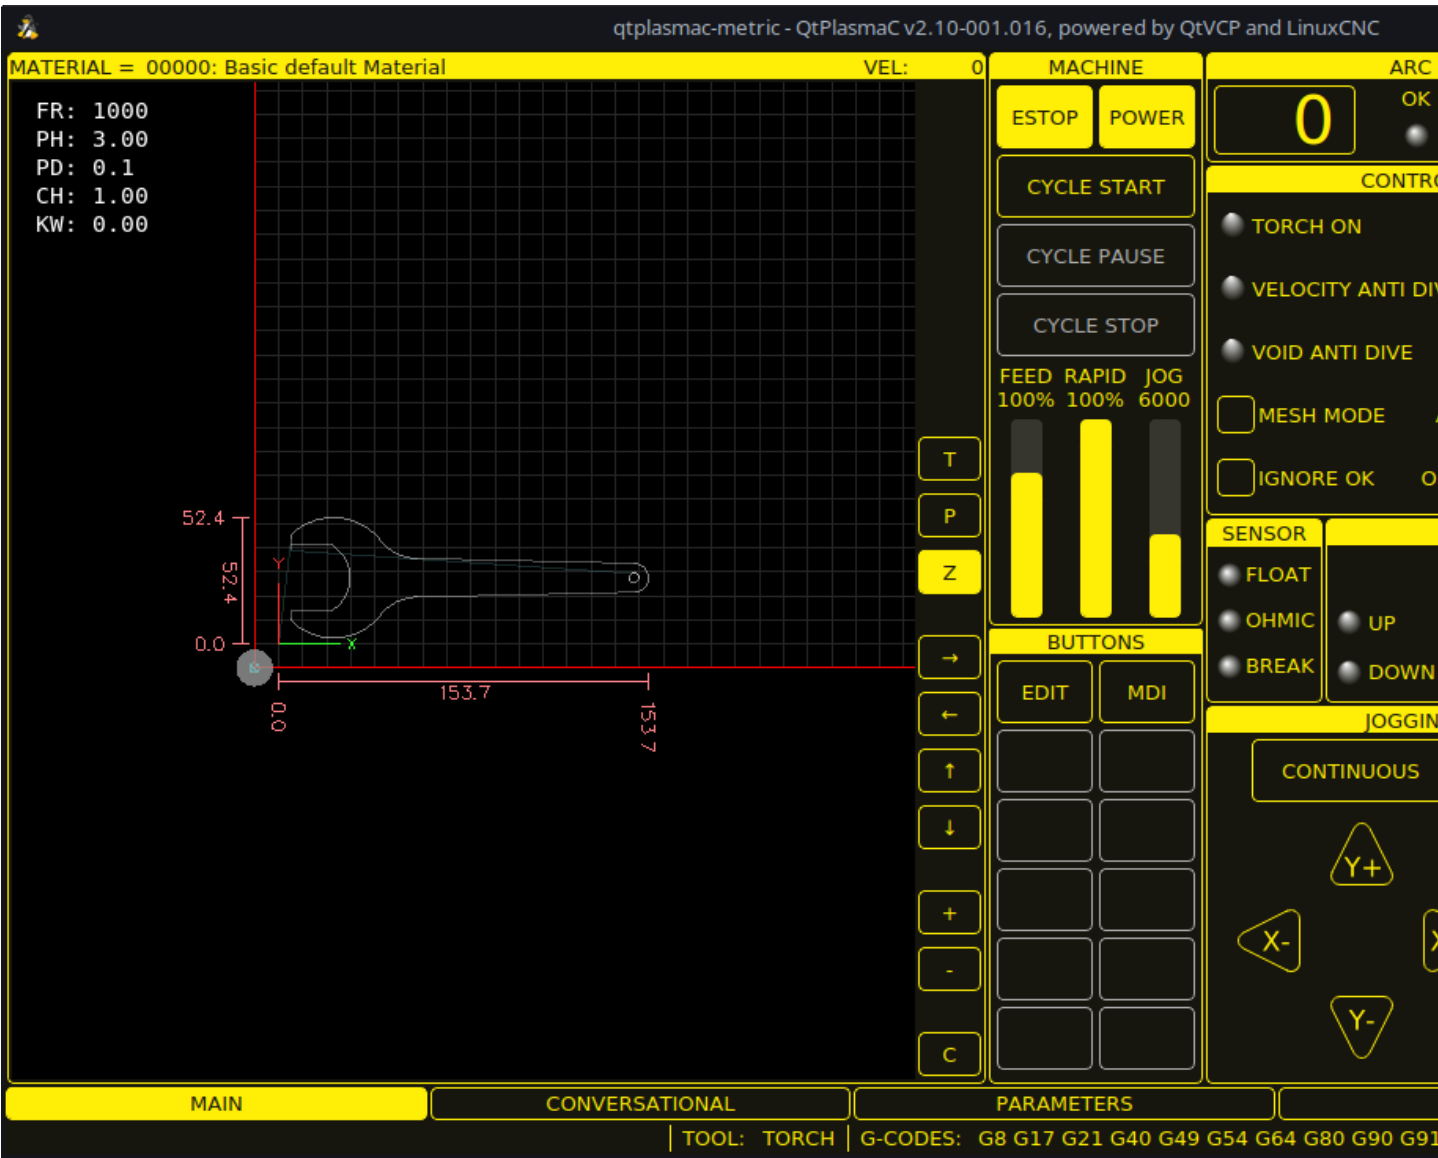 qtplasmac-metric - QtPlasmaC v2.10-001.016, powered by QtVCP and LinuxCNC
MATERIAL = 00000: Basic default Material VEL: 0
FR: 1000
PH: 3.00
PD: 0.1
CH: 1.00
KW: 0.00
52.4
52.4
0.0
Y
X
153.7
0.0
153.7
T
P
Z
→
←
↑
↓
+
-
C
MACHINE
ESTOP POWER
CYCLE START
CYCLE PAUSE
CYCLE STOP
FEED RAPID JOG
100% 100% 6000
BUTTONS
EDIT MDI
ARC
0 OK
CONTRO
TORCH ON
VELOCITY ANTI DIV
VOID ANTI DIVE
MESH MODE
IGNORE OK O
SENSOR
FLOAT
OHMIC
BREAK
UP
DOWN
JOGGIN
CONTINUOUS
Y+
X-
Y-
MAIN CONVERSATIONAL PARAMETERS
TOOL: TORCH G-CODES: G8 G17 G21 G40 G49 G54 G64 G80 G90 G91